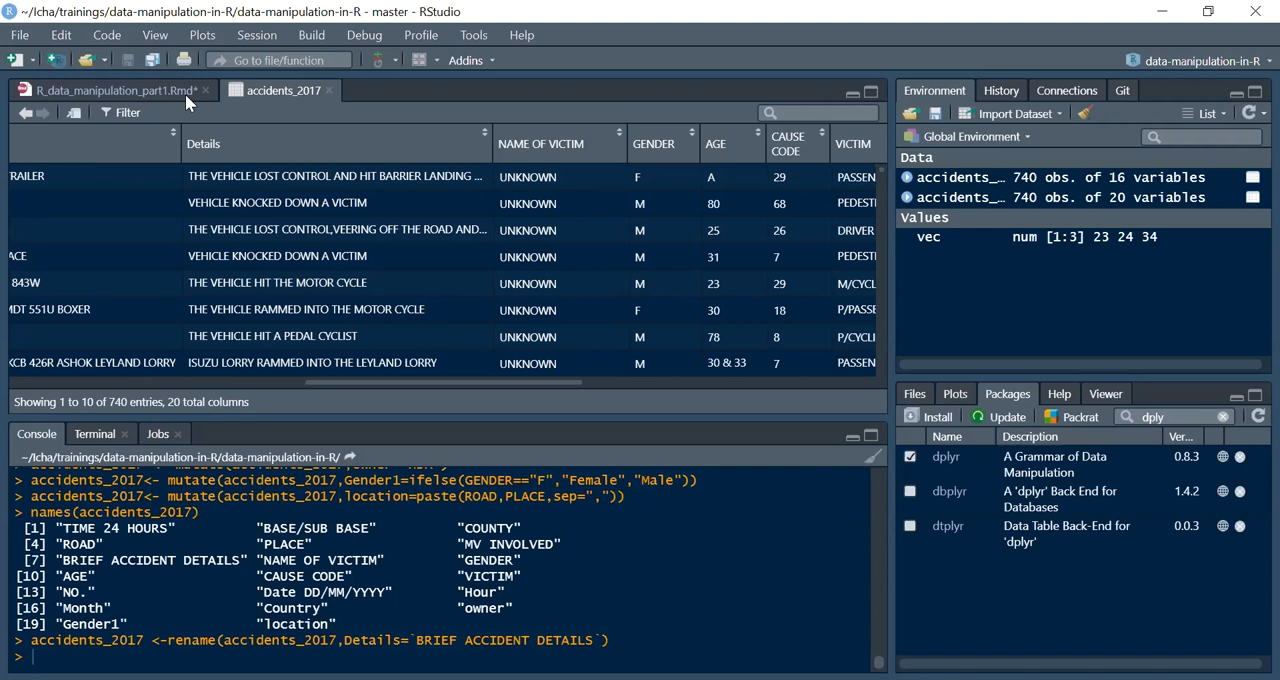 ~/Icha/trainings/data-manipulation-in-R/data-manipulation-in-R - master - RStudio
File Edit Code View Plots Session Build Debug Profile Tools Help
Go to file/function Addins data-manipulation-in-R
R_data_manipulation_part1.Rmd* accidents_2017
Filter
Details NAME OF VICTIM GENDER AGE CAUSE CODE VICTIM
RAILER THE VEHICLE LOST CONTROL AND HIT BARRIER LANDING ... UNKNOWN F A 29 PASSEN
VEHICLE KNOCKED DOWN A VICTIM UNKNOWN M 80 68 PEDEST
THE VEHICLE LOST CONTROL,VEERING OFF THE ROAD AND... UNKNOWN M 25 26 DRIVER
ACE VEHICLE KNOCKED DOWN A VICTIM UNKNOWN M 31 7 PEDEST
843W THE VEHICLE HIT THE MOTOR CYCLE UNKNOWN M 23 29 M/CYCL
MDT 551U BOXER THE VEHICLE RAMMED INTO THE MOTOR CYCLE UNKNOWN F 30 18 P/PASSE
THE VEHICLE HIT A PEDAL CYCLIST UNKNOWN M 78 8 P/CYCLI
KCB 426R ASHOK LEYLAND LORRY ISUZU LORRY RAMMED INTO THE LEYLAND LORRY UNKNOWN M 30 & 33 7 PASSEN
Showing 1 to 10 of 740 entries, 20 total columns
Console Terminal Jobs
~/Icha/trainings/data-manipulation-in-R/data-manipulation-in-R/
> accidents_2017<- mutate(accidents_2017,Gender1=ifelse(GENDER=="F","Female","Male"))
> accidents_2017<- mutate(accidents_2017,location=paste(ROAD,PLACE,sep=","))
> names(accidents_2017)
[1] "TIME 24 HOURS" "BASE/SUB BASE" "COUNTY"
[4] "ROAD" "PLACE" "MV INVOLVED"
[7] "BRIEF ACCIDENT DETAILS" "NAME OF VICTIM" "GENDER"
[10] "AGE" "CAUSE CODE" "VICTIM"
[13] "NO." "Date DD/MM/YYYY" "Hour"
[16] "Month" "Country" "owner"
[19] "Gender1" "location"
> accidents_2017 <-rename(accidents_2017,Details=`BRIEF ACCIDENT DETAILS`)
>
Environment History Connections Git
Import Dataset List
Global Environment
Data
accidents_… 740 obs. of 16 variables
accidents_… 740 obs. of 20 variables
Values
vec num [1:3] 23 24 34
Files Plots Packages Help Viewer
Install Update Packrat dply
Name Description Ver...
dplyr A Grammar of Data Manipulation 0.8.3
dbplyr A 'dplyr' Back End for Databases 1.4.2
dtplyr Data Table Back-End for 'dplyr' 0.0.3